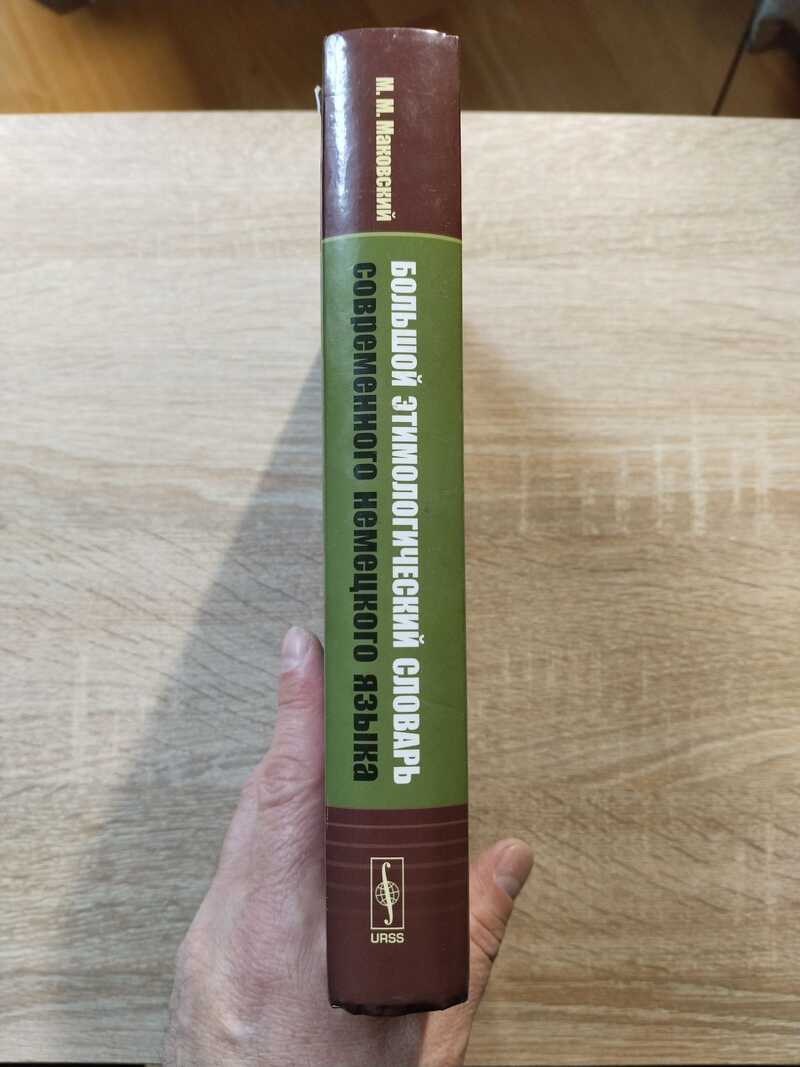 М. М. Маковский
БОЛЬШОЙ ЭТИМОЛОГИЧЕСКИЙ СЛОВАРЬ
современного немецкого языка
URSS